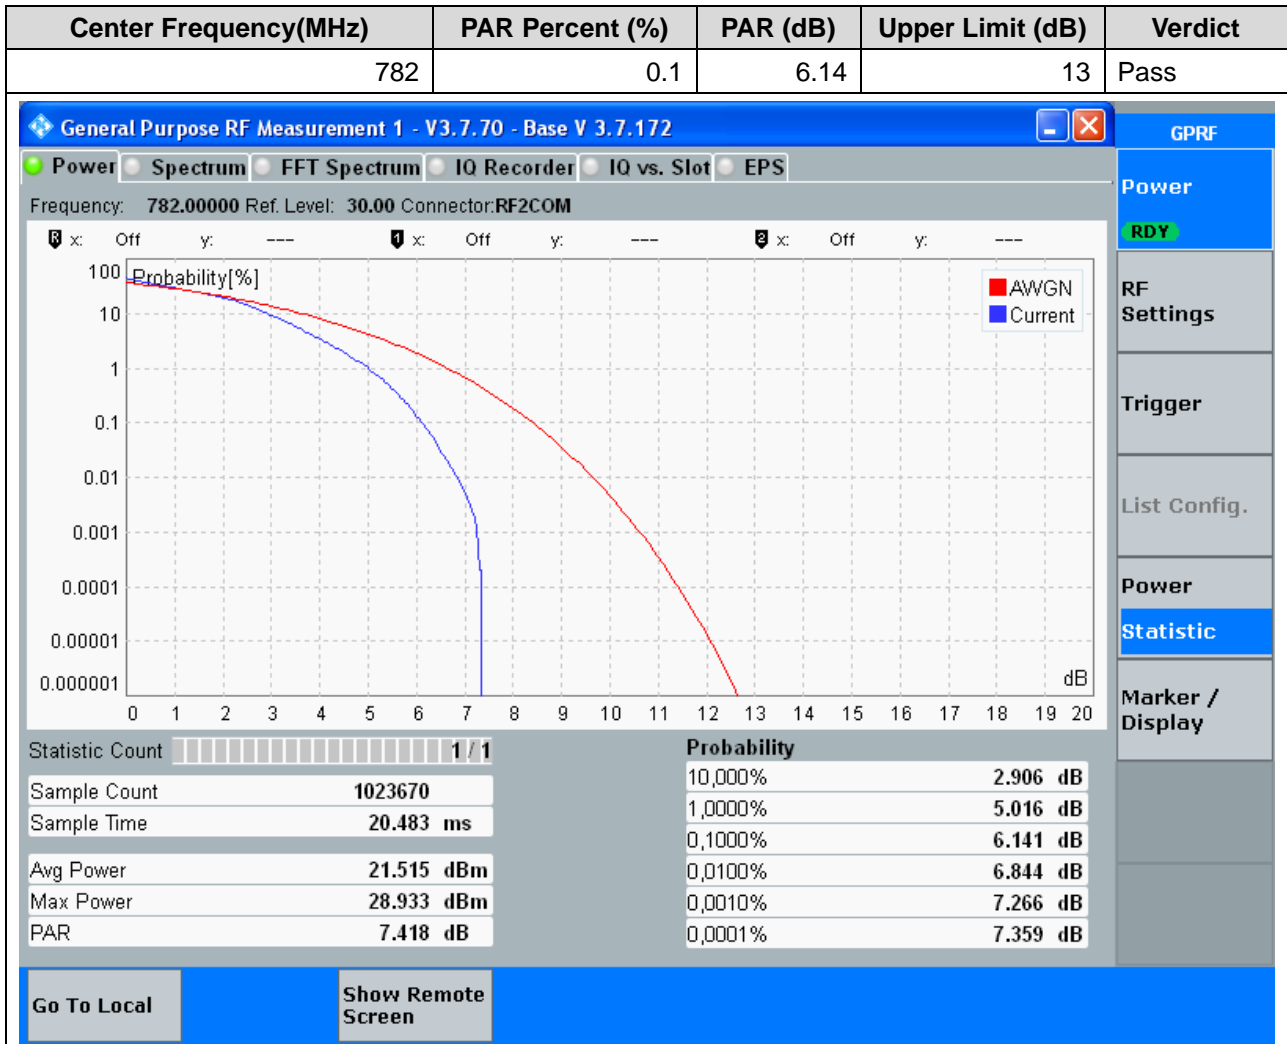 Center Frequency(MHz) PAR Percent (%) PAR (dB) Upper Limit (dB) Verdict
782 0.1 6.14 13 Pass
General Purpose RF Measurement 1 - V3.7.70 - Base V 3.7.172
GPRF
Power Spectrum FFT Spectrum IQ Recorder IQ vs. Slot EPS
Power
RDY
Frequency: 782.00000 Ref. Level: 30.00 Connector:RF2COM
R x: Off y: --- 1 x: Off y: --- 2 x: Off y: ---
Probability[%]
AWGN
Current
100
10
1
0.1
0.01
0.001
0.0001
0.00001
0.000001
dB
0 1 2 3 4 5 6 7 8 9 10 11 12 13 14 15 16 17 18 19 20
RF
Settings
Trigger
List Config.
Power
Statistic
Marker /
Display
Statistic Count 1 / 1
Sample Count 1023670
Sample Time 20.483 ms
Avg Power 21.515 dBm
Max Power 28.933 dBm
PAR 7.418 dB
Probability
10,000% 2.906 dB
1,0000% 5.016 dB
0,1000% 6.141 dB
0,0100% 6.844 dB
0,0010% 7.266 dB
0,0001% 7.359 dB
Go To Local
Show Remote
Screen